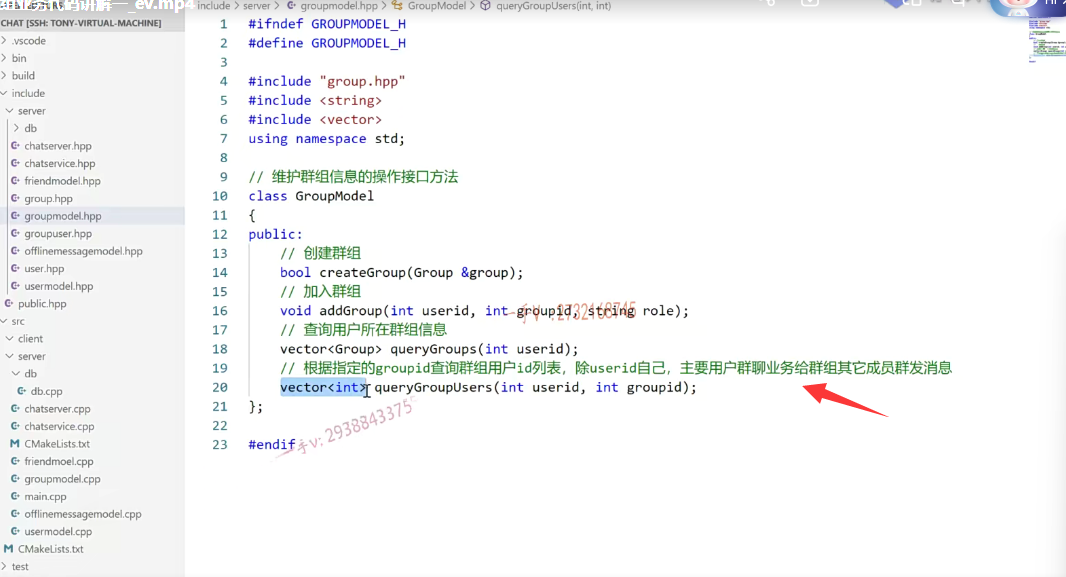 _ev.mp4
include > server > groupmodel.hpp > GroupModel > queryGroupUsers(int, int)
CHAT [SSH: TONY-VIRTUAL-MACHINE]
> .vscode
> bin
> build
∨ include
∨ server
> db
chatserver.hpp
chatservice.hpp
friendmodel.hpp
group.hpp
groupmodel.hpp
groupuser.hpp
offlinemessagemodel.hpp
user.hpp
usermodel.hpp
public.hpp
∨ src
∨ client
∨ server
∨ db
db.cpp
chatserver.cpp
chatservice.cpp
CMakeLists.txt
friendmoel.cpp
groupmodel.cpp
main.cpp
offlinemessagemodel.cpp
usermodel.cpp
CMakeLists.txt
> test
1 #ifndef GROUPMODEL_H
2 #define GROUPMODEL_H
3
4 #include "group.hpp"
5 #include <string>
6 #include <vector>
7 using namespace std;
8
9 // 维护群组信息的操作接口方法
10 class GroupModel
11 {
12 public:
13 // 创建群组
14 bool createGroup(Group &group);
15 // 加入群组
16 void addGroup(int userid, int groupid, string role);
17 // 查询用户所在群组信息
18 vector<Group> queryGroups(int userid);
19 // 根据指定的groupid查询群组用户id列表，除userid自己，主要用户群聊业务给群组其它成员群发消息
20 vector<int> queryGroupUsers(int userid, int groupid);
21 };
22
23 #endif
一手v: 2938843375